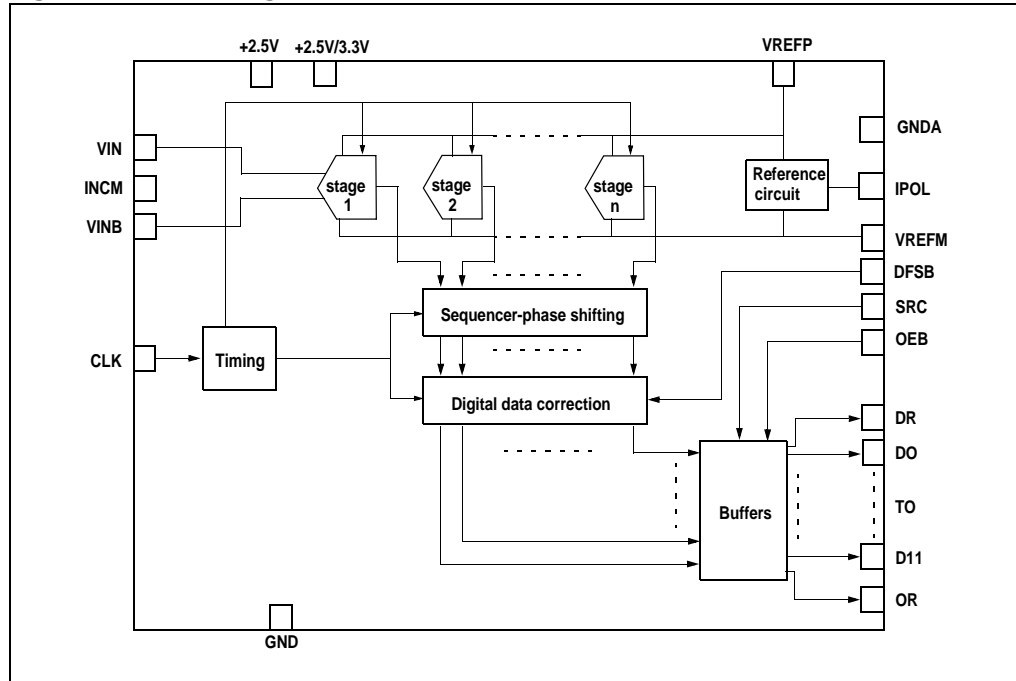 +2.5V +2.5V/3.3V VREFP
GNDA
VIN
INCM
VINB
stage
1
stage
2
stage
n
Reference
circuit
IPOL
VREFM
DFSB
SRC
OEB
Sequencer-phase shifting
CLK
Timing
Digital data correction
DR
DO
TO
D11
OR
Buffers
GND